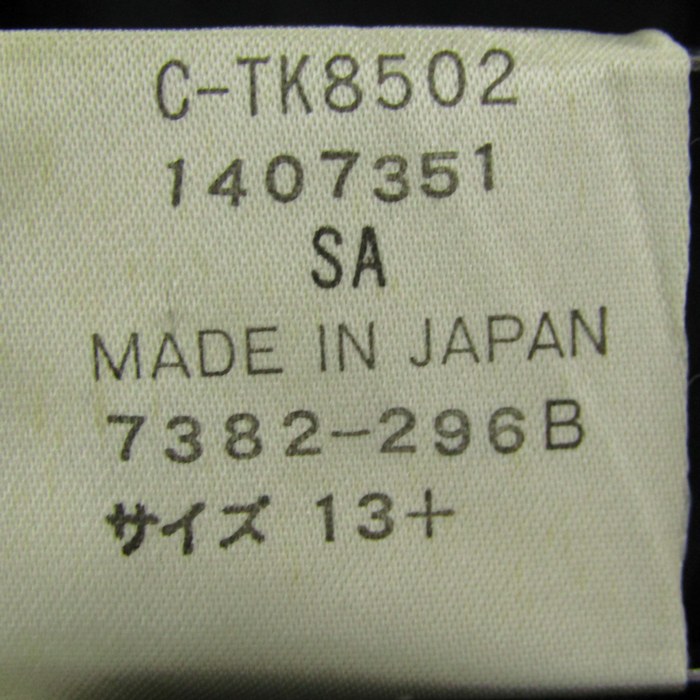 C-TK8502
1407351
SA
MADE IN JAPAN
7382-296B
サイズ 13+